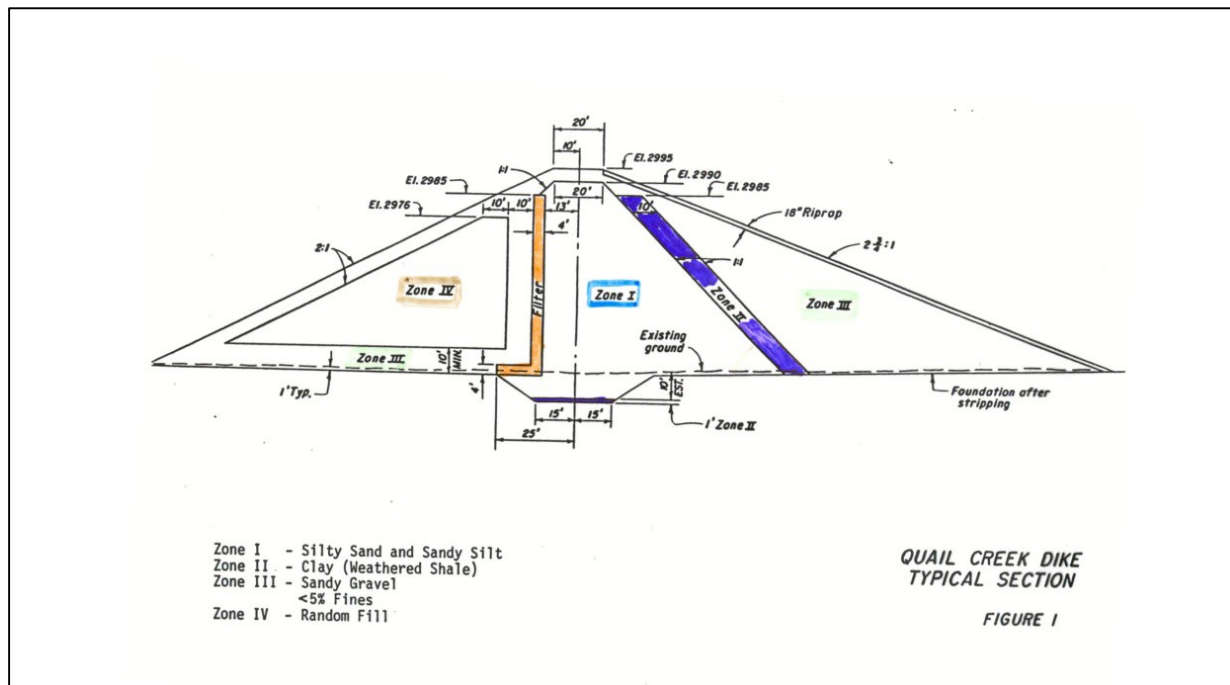 20'
10'
1:1
El. 2995
El. 2990
El. 2985
El. 2985
20'
10'
10'
13'
10'
El. 2976
4'
18" Riprap
2:1
2 3/4:1
1:1
Zone IV
Filter
Zone I
Zone II
Zone III
Existing
ground
Zone III
10'
MIN.
4'
1' Typ.
10'
EST.
Foundation after
stripping
15'
15'
1' Zone II
25'
Zone I - Silty Sand and Sandy Silt
Zone II - Clay (Weathered Shale)
Zone III - Sandy Gravel
<5% Fines
Zone IV - Random Fill
QUAIL CREEK DIKE
TYPICAL SECTION
FIGURE 1